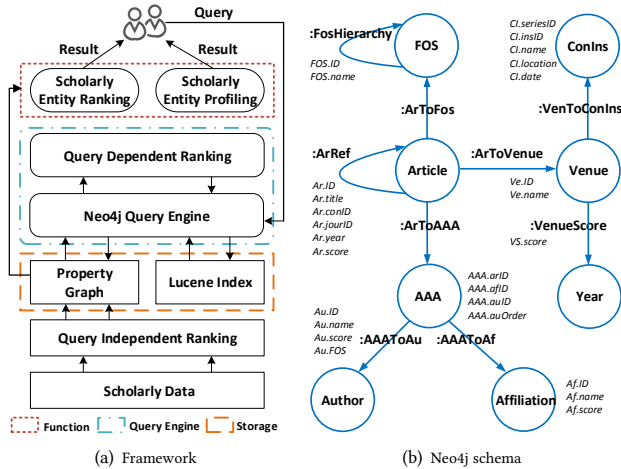 Query
Result
Result
Scholarly
Entity Ranking
Scholarly
Entity Profiling
Query Dependent Ranking
Neo4j Query Engine
Property
Graph
Lucene Index
Query Independent Ranking
Scholarly Data
Function
Query Engine
Storage
(a) Framework
:FosHierarchy
FOS.ID
FOS.name
FOS
CI.seriesID
CI.insID
CI.name
CI.location
CI.date
ConIns
:ArToFos
:VenToConIns
:ArRef
Ar.ID
Ar.title
Ar.conID
Ar.jourID
Ar.year
Ar.score
Article
:ArToVenue
Ve.ID
Ve.name
Venue
:ArToAAA
:VenueScore
VS.score
AAA
AAA.arID
AAA.afID
AAA.auID
AAA.auOrder
Year
Au.ID
Au.name
Au.score
Au.FOS
:AAAToAu
:AAAToAf
Author
Affiliation
Af.ID
Af.name
Af.score
(b) Neo4j schema